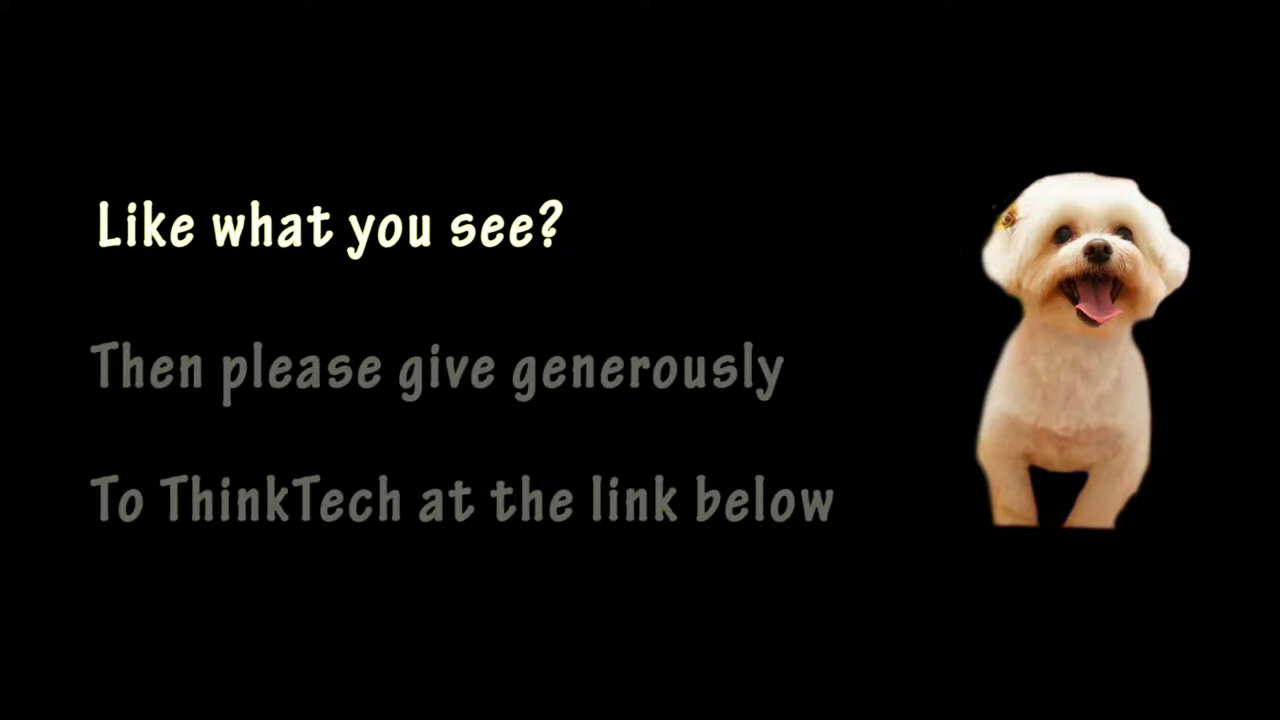 Like what you see?
Then please give generously
To ThinkTech at the link below